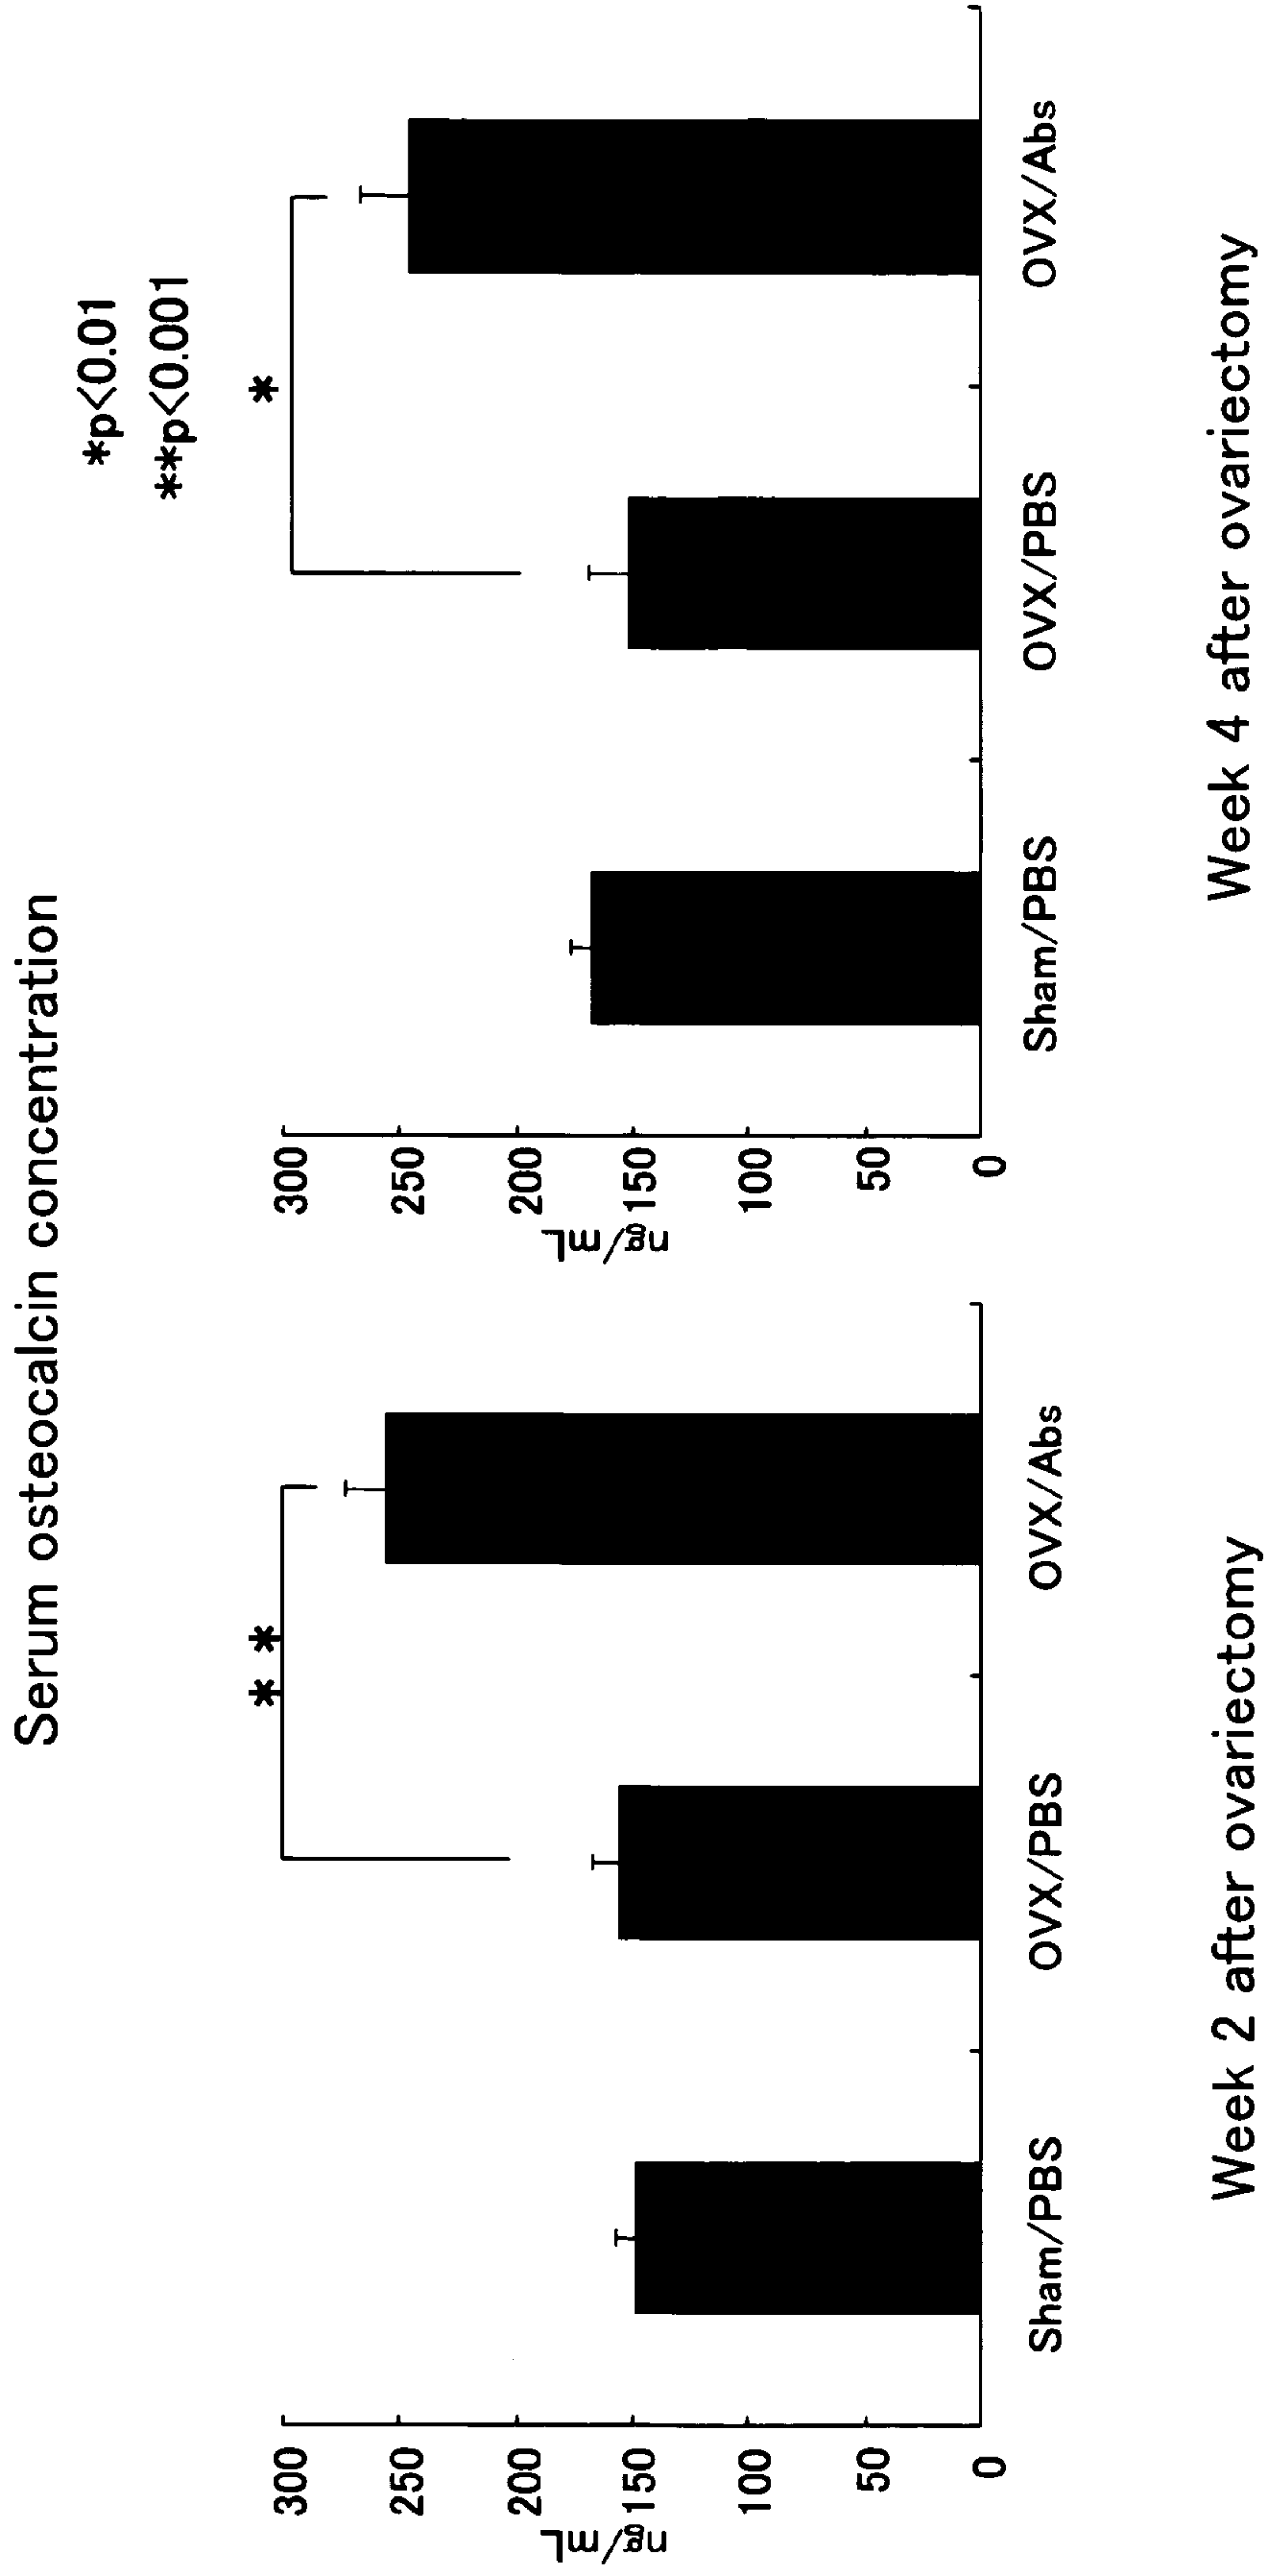 Serum osteocalcin concentration
*p<0.01
**p<0.001
300
250
200
150
100
50
0
ng/mL
**
Sham/PBS
OVX/PBS
OVX/Abs
Week 2 after ovariectomy
300
250
200
150
100
50
0
ng/mL
*
Sham/PBS
OVX/PBS
OVX/Abs
Week 4 after ovariectomy